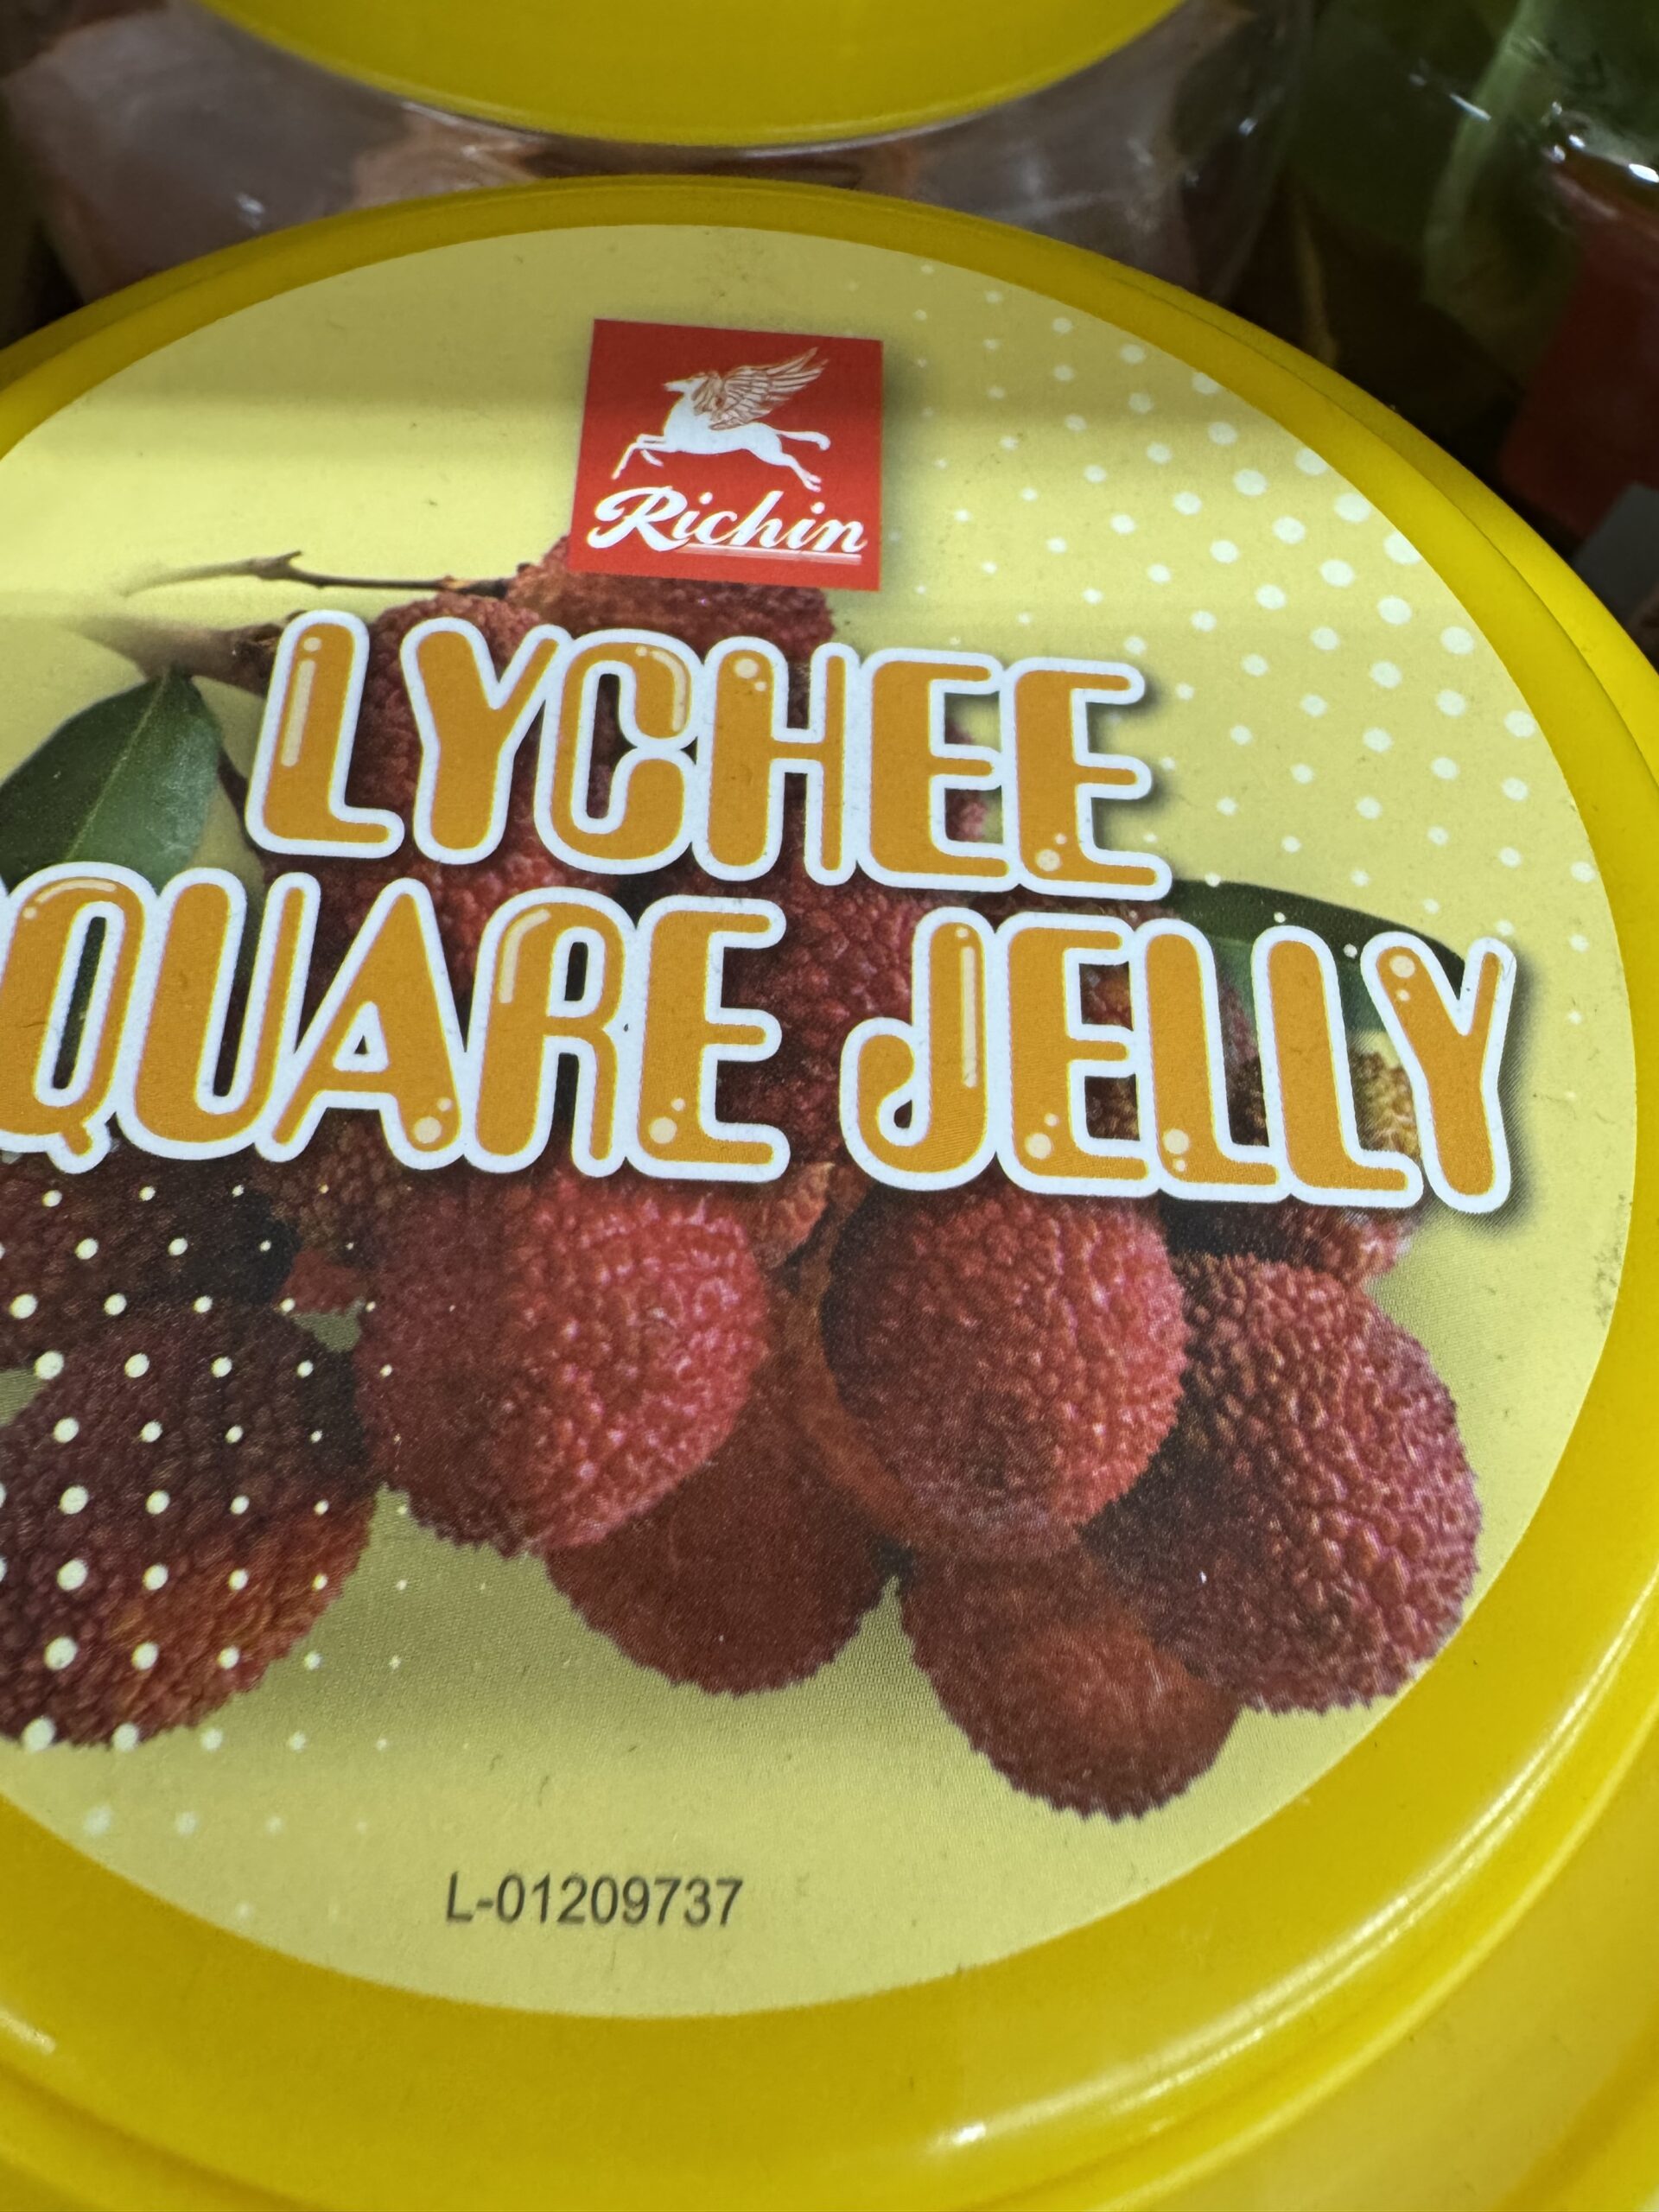 Richin
LYCHEE
QUARE JELLY
L-01209737